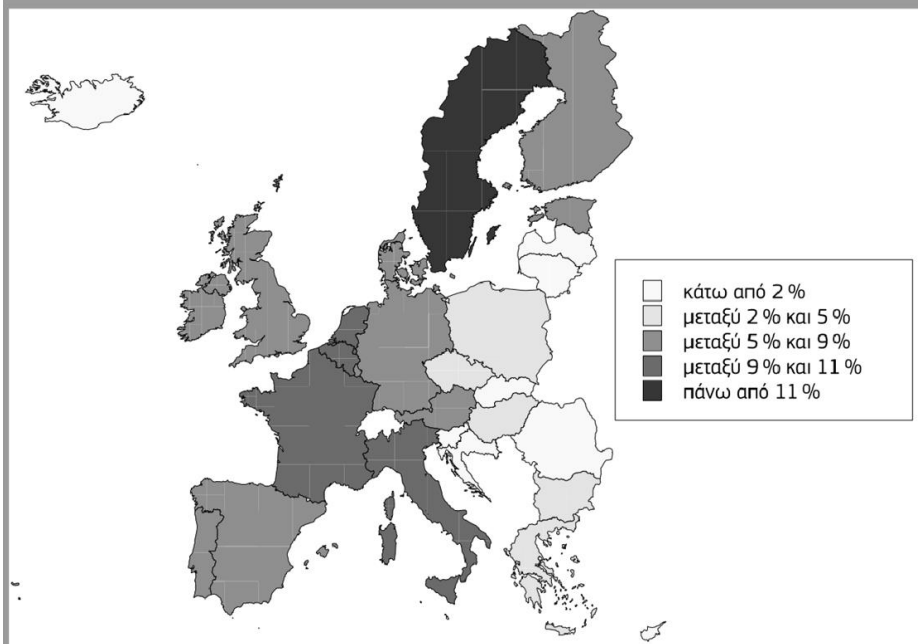 κάτω από 2 %
μεταξύ 2 % και 5 %
μεταξύ 5 % και 9 %
μεταξύ 9 % και 11 %
πάνω από 11 %